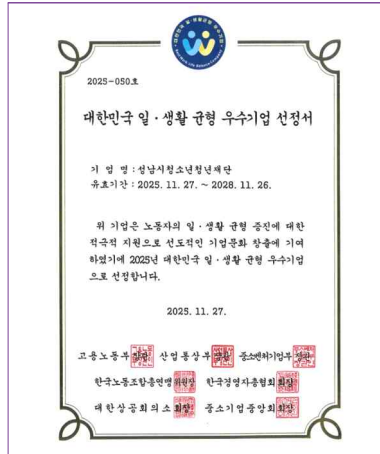 2025-050호
대한민국 일·생활 균형 우수기업 선정서
기 업 명 : 성남시청소년청년재단
유효기간 : 2025. 11. 27. ~ 2028. 11. 26.
위 기업은 노동자의 일·생활 균형 증진에 대한
적극적 지원으로 선도적인 기업문화 창출에 기여
하였기에 2025년 대한민국 일·생활 균형 우수기업
으로 선정합니다.
2025. 11. 27.
고용노동부장관 산업통상부장관 중소벤처기업부장관
한국노동조합총연맹위원장 한국경영자총협회회장
대한상공회의소회장 중소기업중앙회회장